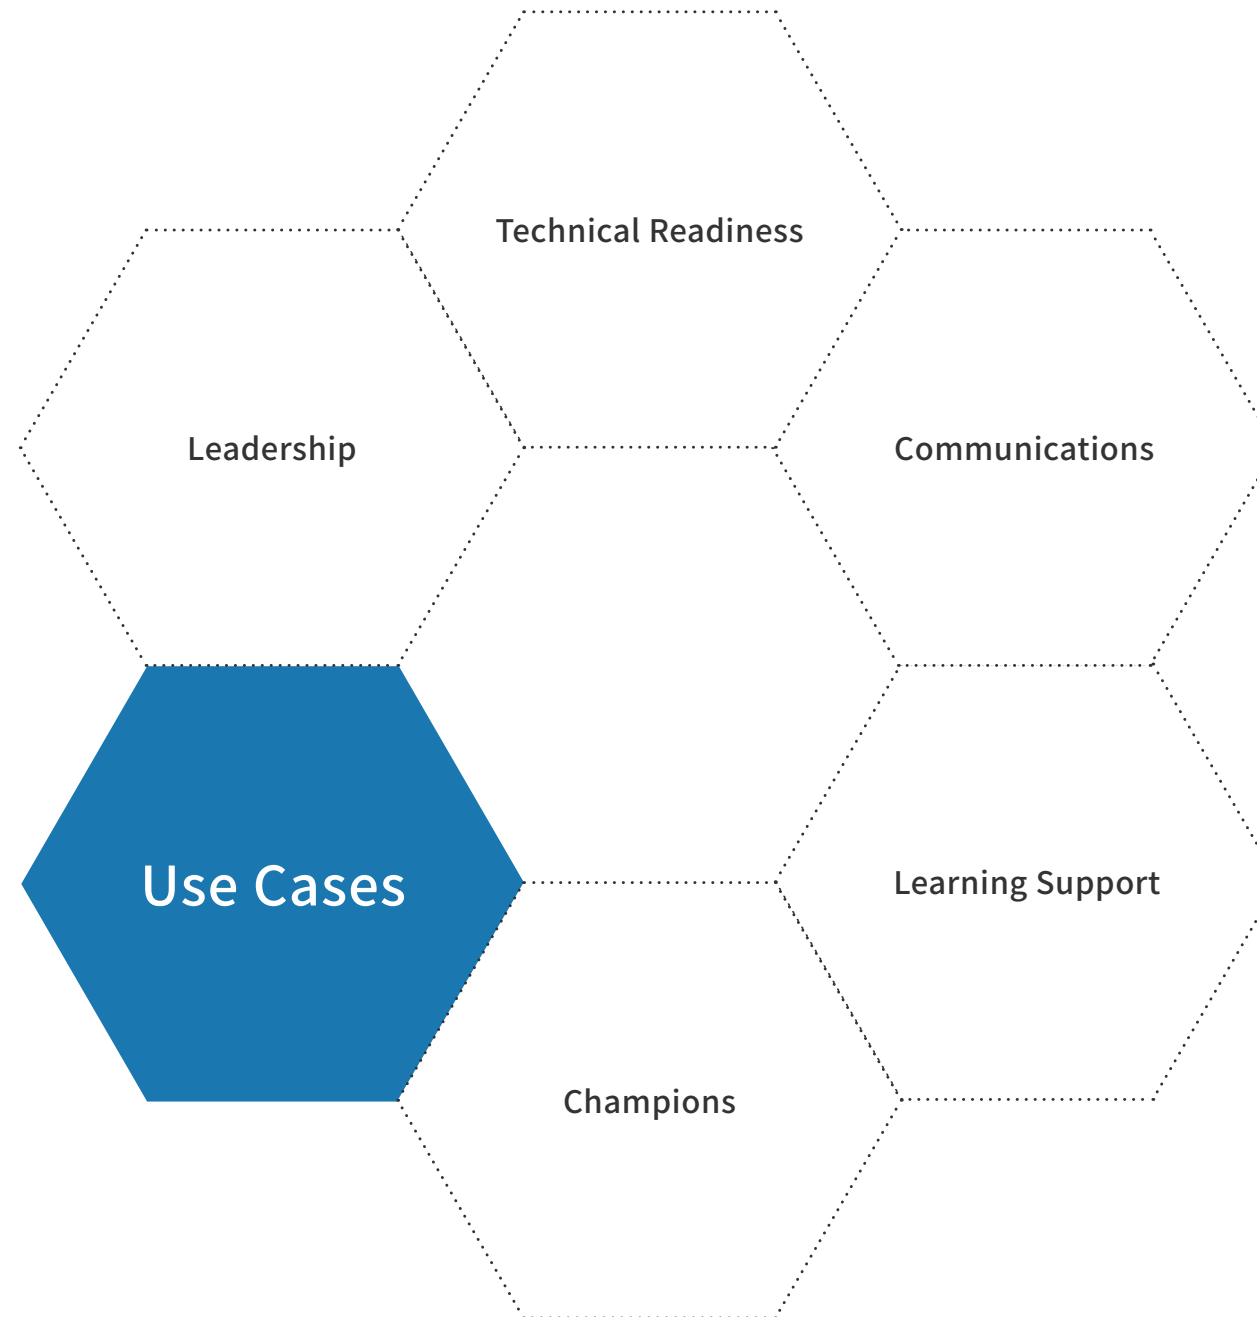 Technical Readiness
Leadership
Communications
Use Cases
Learning Support
Champions